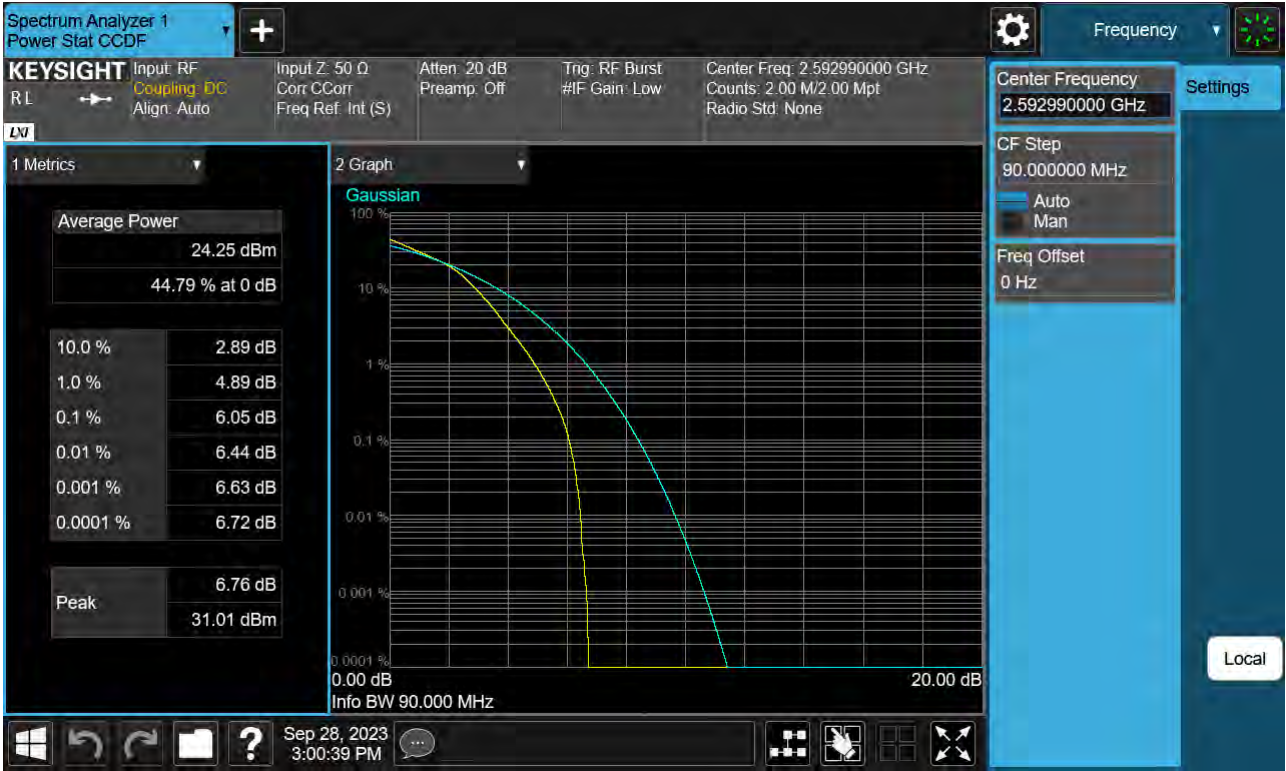 Spectrum Analyzer 1
Power Stat CCDF
Frequency
KEYSIGHT
R L
LXI
Input: RF
Coupling: DC
Align: Auto
Input Z: 50 Ω
Corr CCorr
Freq Ref: Int (S)
Atten: 20 dB
Preamp: Off
Trig: RF Burst
#IF Gain: Low
Center Freq: 2.592990000 GHz
Counts: 2.00 M/2.00 Mpt
Radio Std: None
Center Frequency
2.592990000 GHz
Settings
CF Step
90.000000 MHz
Auto
Man
Freq Offset
0 Hz
Local
1 Metrics
Average Power
24.25 dBm
44.79 % at 0 dB
10.0 % 2.89 dB
1.0 % 4.89 dB
0.1 % 6.05 dB
0.01 % 6.44 dB
0.001 % 6.63 dB
0.0001 % 6.72 dB
Peak
6.76 dB
31.01 dBm
2 Graph
Gaussian
100 %
10 %
1 %
0.1 %
0.01 %
0.001 %
0.0001 %
0.00 dB 20.00 dB
Info BW 90.000 MHz
?
Sep 28, 2023
3:00:39 PM